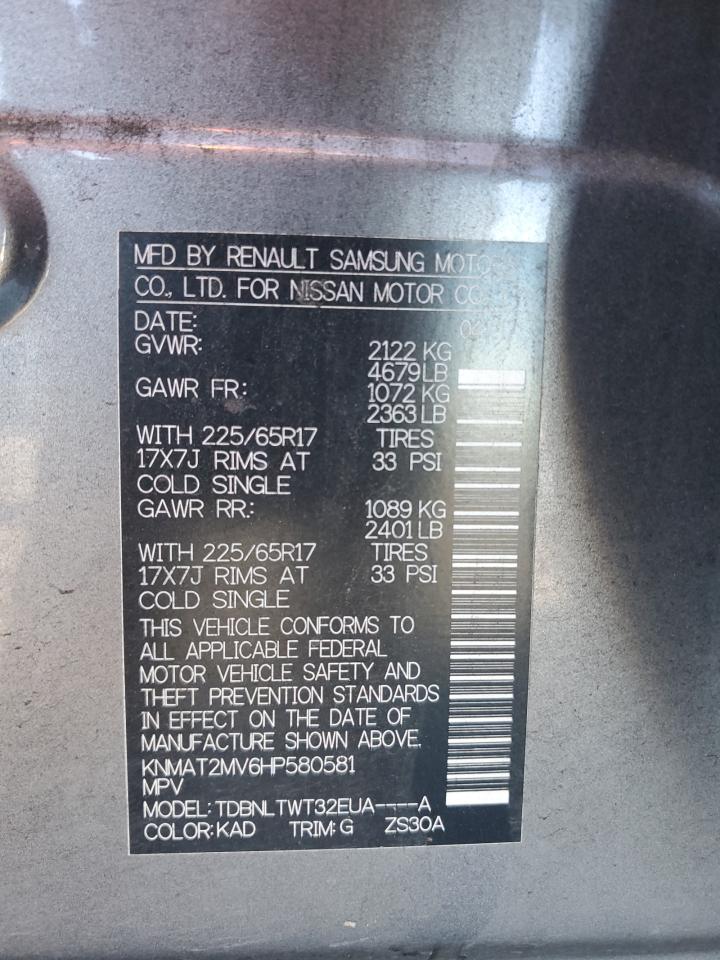 MFD BY RENAULT SAMSUNG
CO., LTD. FOR NISSAN MOTOR
DATE:
GVWR: 2122 KG
4679 LB
GAWR FR: 1072 KG
2363 LB
WITH 225/65R17 TIRES
17X7J RIMS AT 33 PSI
COLD SINGLE
GAWR RR: 1089 KG
2401 LB
WITH 225/65R17 TIRES
17X7J RIMS AT 33 PSI
COLD SINGLE
THIS VEHICLE CONFORMS TO
ALL APPLICABLE FEDERAL
MOTOR VEHICLE SAFETY AND
THEFT PREVENTION STANDARDS
IN EFFECT ON THE DATE OF
MANUFACTURE SHOWN ABOVE.
KNMAT2MV6HP580581
MPV
MODEL: TDBNLTWT32EUA----A
COLOR: KAD TRIM: G ZS30A